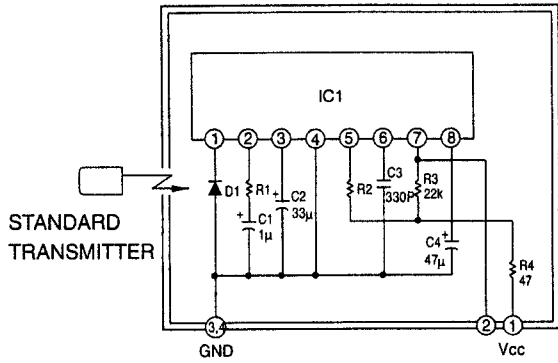 IC1
1 2 3 4 5 6 7 8
D1
R1
+
C1
1μ
+
C2
33μ
R2
C3
330P
R3
22k
C4
+
47μ
R4
47
STANDARD
TRANSMITTER
3,4
2
1
GND
Vcc